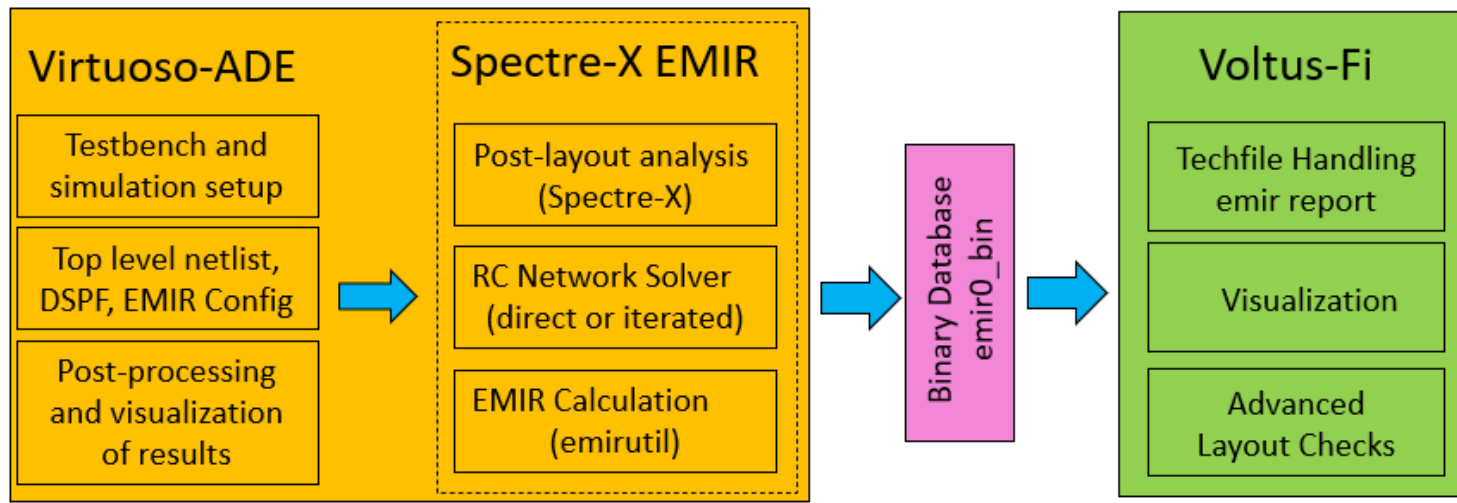 Virtuoso-ADE
Testbench and
simulation setup
Top level netlist,
DSPF, EMIR Config
Post-processing
and visualization
of results
Spectre-X EMIR
Post-layout analysis
(Spectre-X)
RC Network Solver
(direct or iterated)
EMIR Calculation
(emirutil)
Binary Database
emir0_bin
Voltus-Fi
Techfile Handling
emir report
Visualization
Advanced
Layout Checks